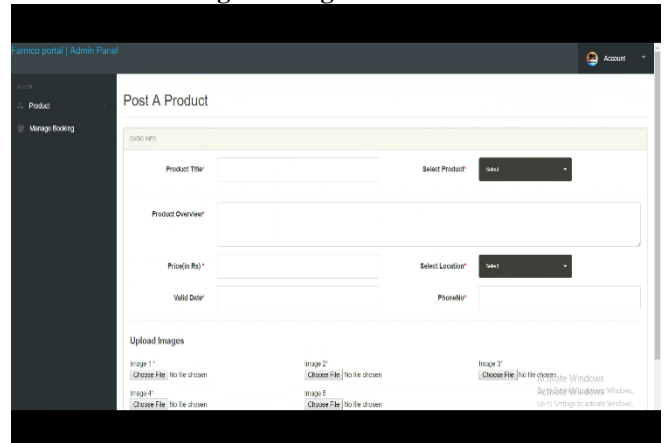 Farmco portal | Admin Panel
Account
MAIN
Product
Manage Booking
Post A Product
BASIC INFO
Product Title*
Select Product*
Select
Product Overview*
Price(in Rs) *
Select Location*
Select
Valid Date*
PhoneNo*
Upload Images
Image 1 *
Image 2*
Image 3*
Choose File No file chosen
Choose File No file chosen
Choose File No file chosen
Activate Windows
Image 4*
Image 5
Go to Settings to activate Windows.
Choose File No file chosen
Choose File No file chosen